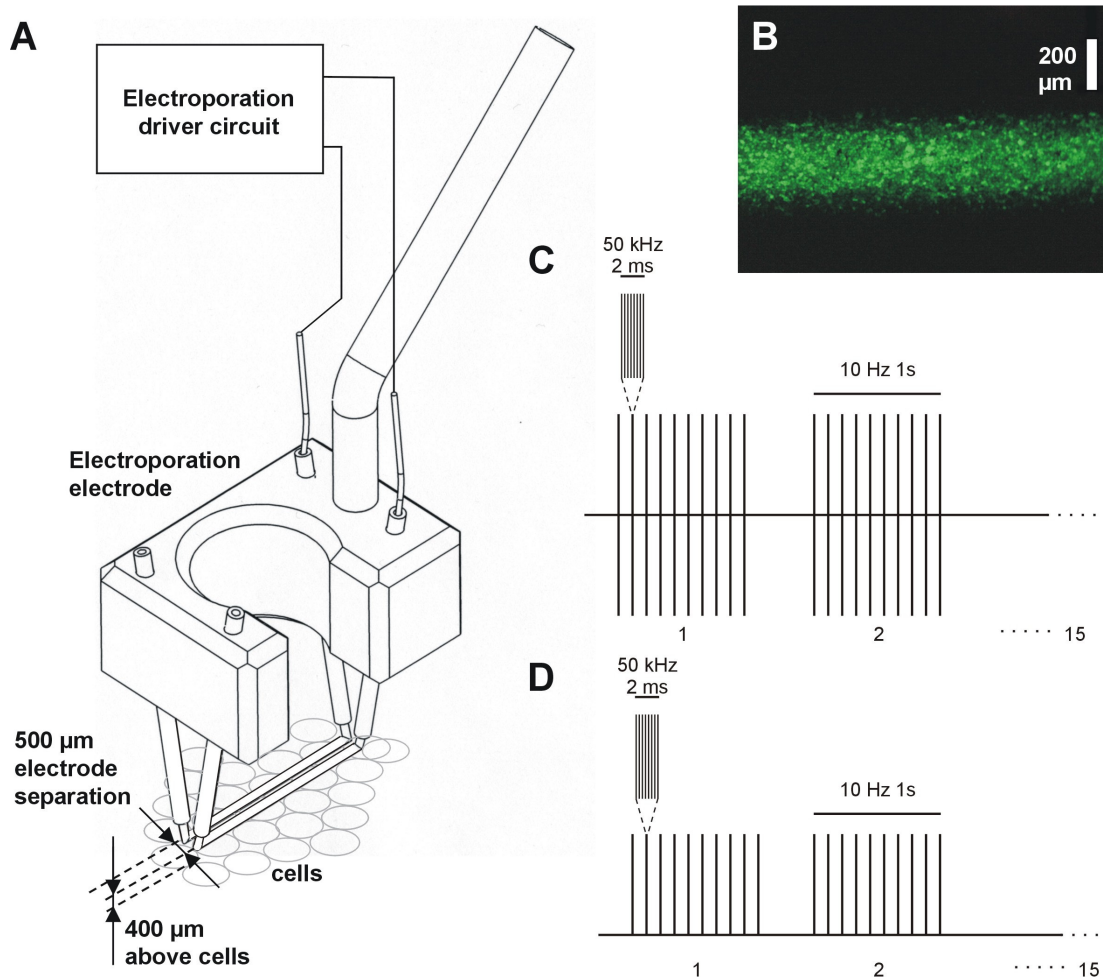 A
Electroporation
driver circuit
Electroporation
electrode
500 µm
electrode
separation
cells
400 µm
above cells
B
200
µm
C
50 kHz
2 ms
10 Hz 1s
1
2
15
D
50 kHz
2 ms
10 Hz 1s
1
2
15